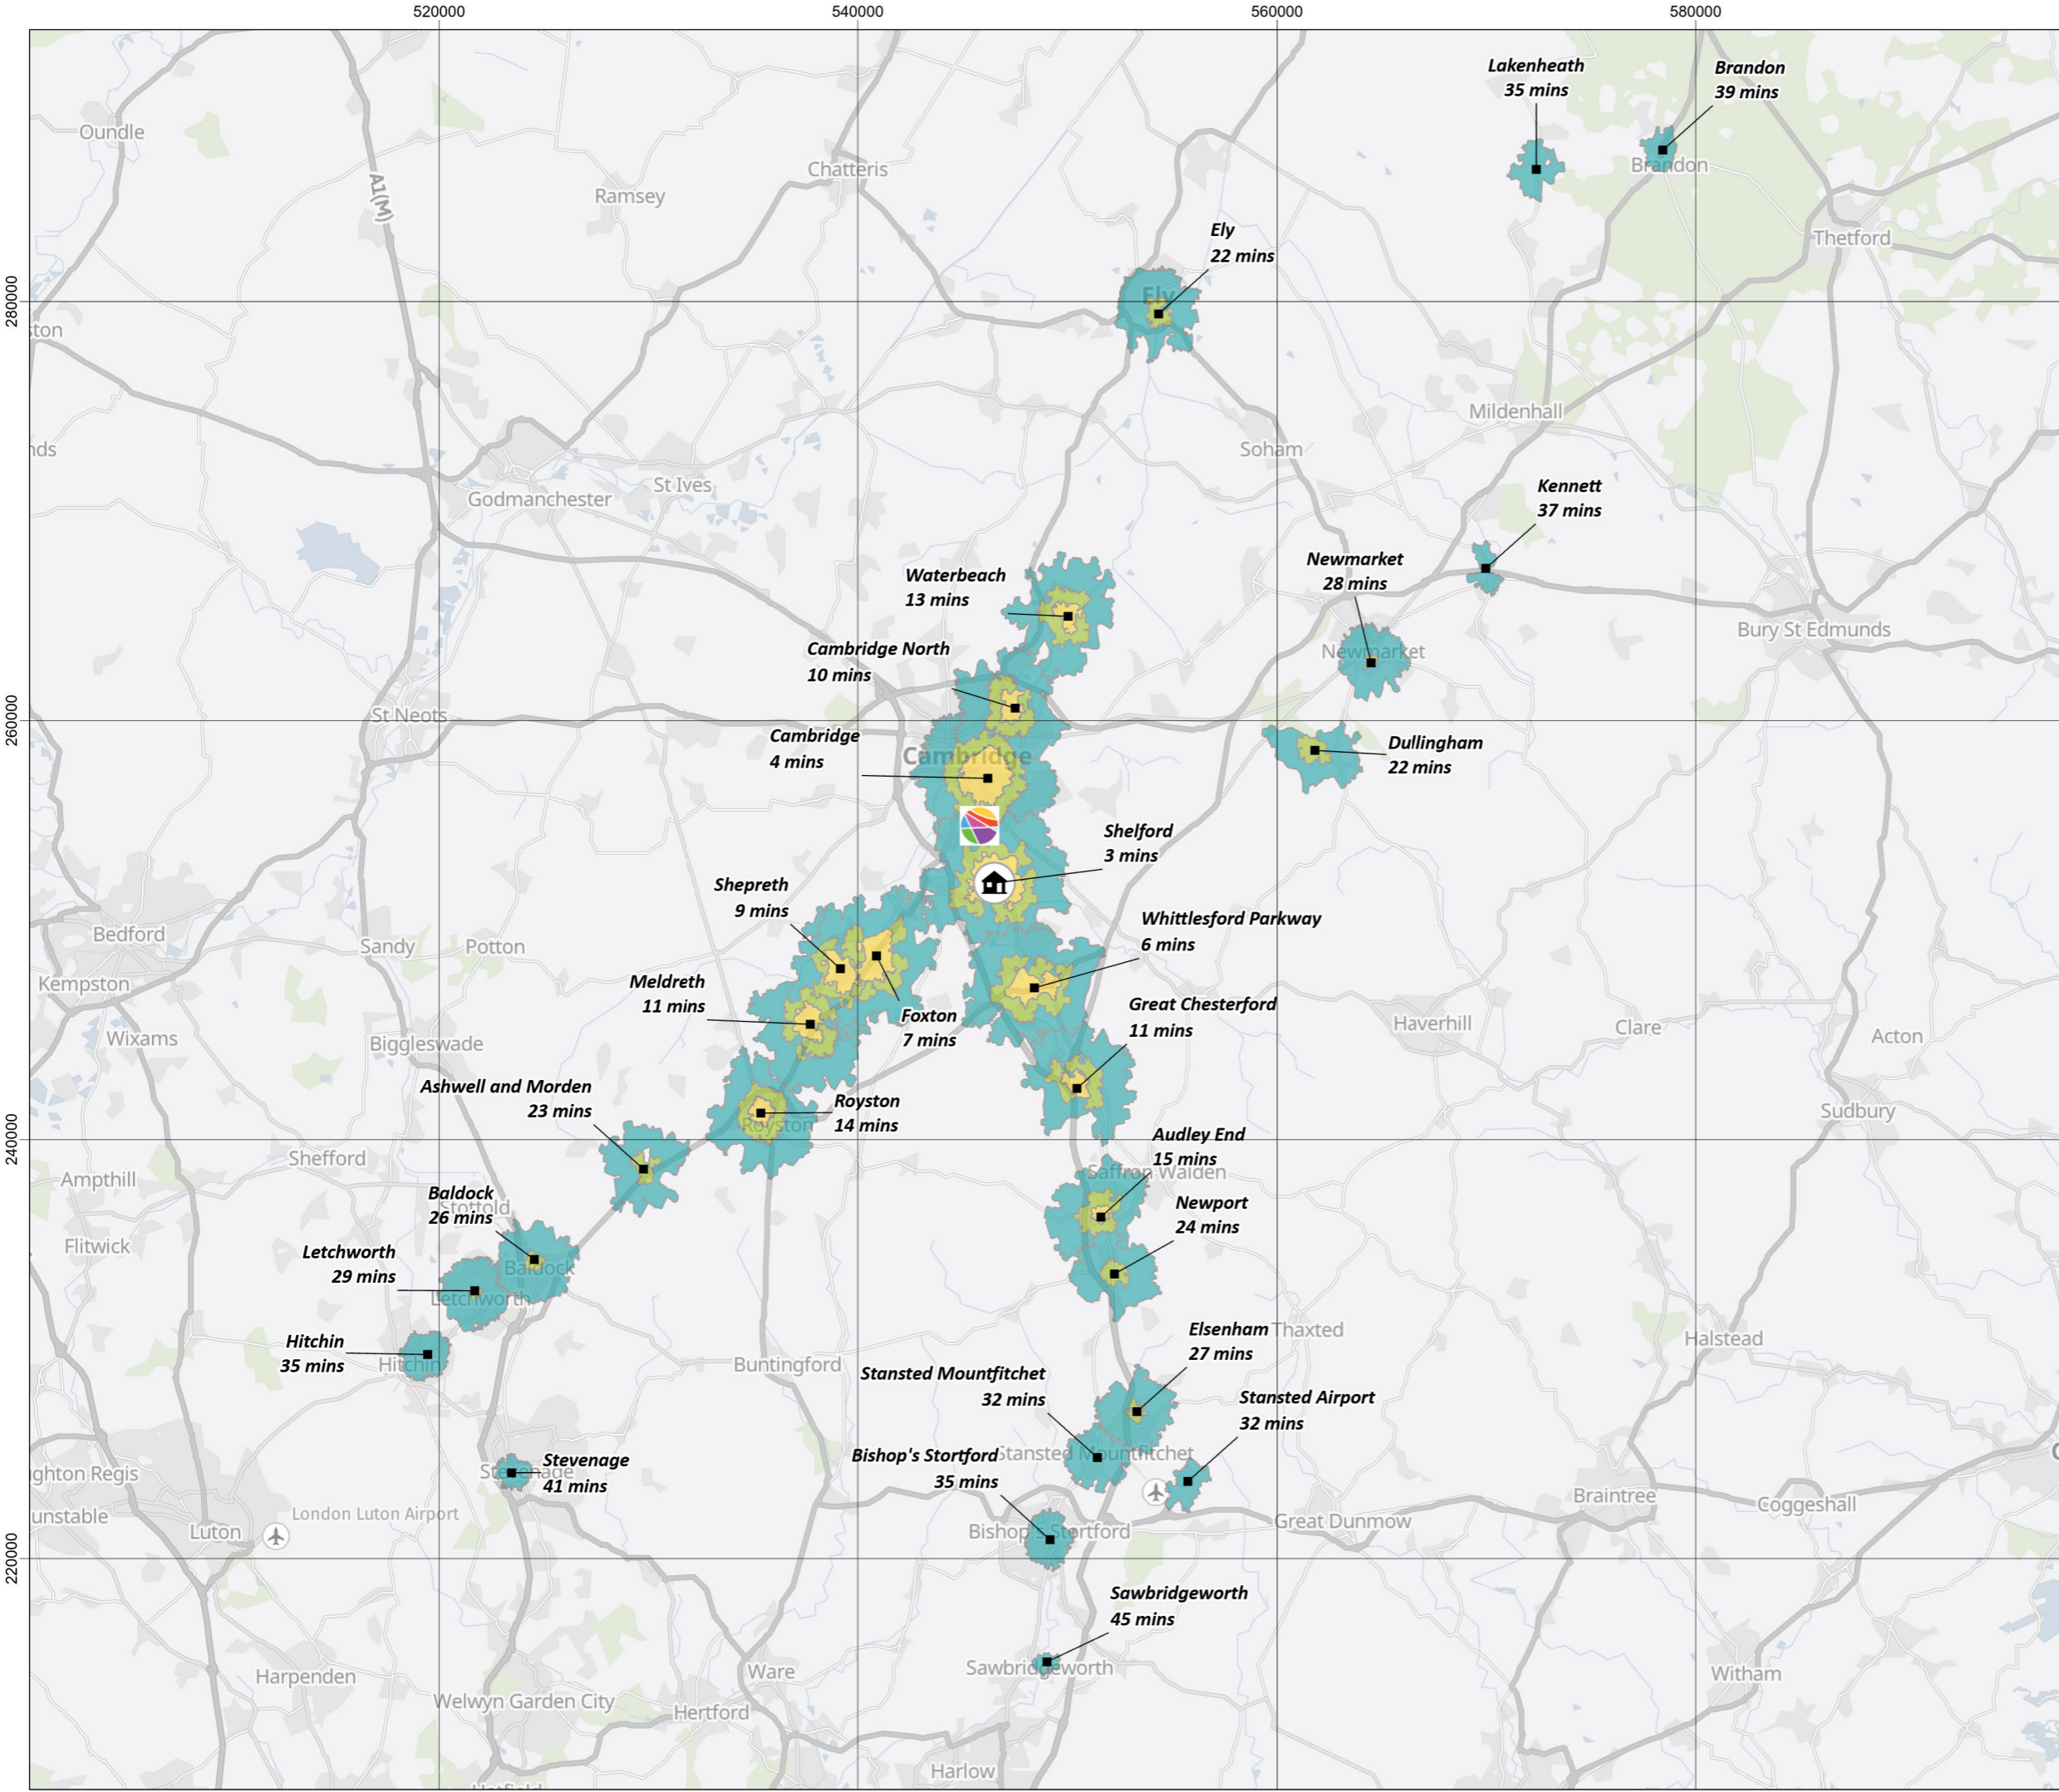 520000
540000
560000
580000
Lakenheath
35 mins
Brandon
39 mins
Oundle
A1(M)
Chatteris
Ramsey
Brandon
Thetford
Ely
22 mins
280000
Ely
ston
Mildenhall
nds
Soham
Godmanchester
St Ives
Kennett
37 mins
Newmarket
28 mins
Waterbeach
13 mins
Bury St Edmunds
Cambridge North
10 mins
Newmarket
260000
St Neots
Cambridge
4 mins
Cambridge
Dullingham
22 mins
Shelford
3 mins
Shepreth
9 mins
Whittlesford Parkway
6 mins
Bedford
Sandy
Potton
Kempston
Meldreth
11 mins
Foxton
7 mins
Great Chesterford
11 mins
Haverhill
Clare
Acton
Wixams
Biggleswade
Ashwell and Morden
23 mins
Royston
14 mins
Royston
Sudbury
240000
Audley End
15 mins
Saffron Walden
Shefford
Ampthill
Baldock
26 mins
Stotfold
Newport
24 mins
Flitwick
Letchworth
29 mins
Baldock
Letchworth
Hitchin
35 mins
Hitchin
Buntingford
Elsenham
27 mins
Thaxted
Halstead
Stansted Mountfitchet
32 mins
Stansted Airport
32 mins
Bishop's Stortford
35 mins
Stansted Mountfitchet
Stevenage
41 mins
Stevenage
ghton Regis
unstable
London Luton Airport
Luton
Braintree
Coggeshall
Great Dunmow
Bishop's Stortford
220000
Sawbridgeworth
45 mins
Sawbridgeworth
Harpenden
Ware
Witham
Welwyn Garden City
Hertford
Harlow
Hatfield